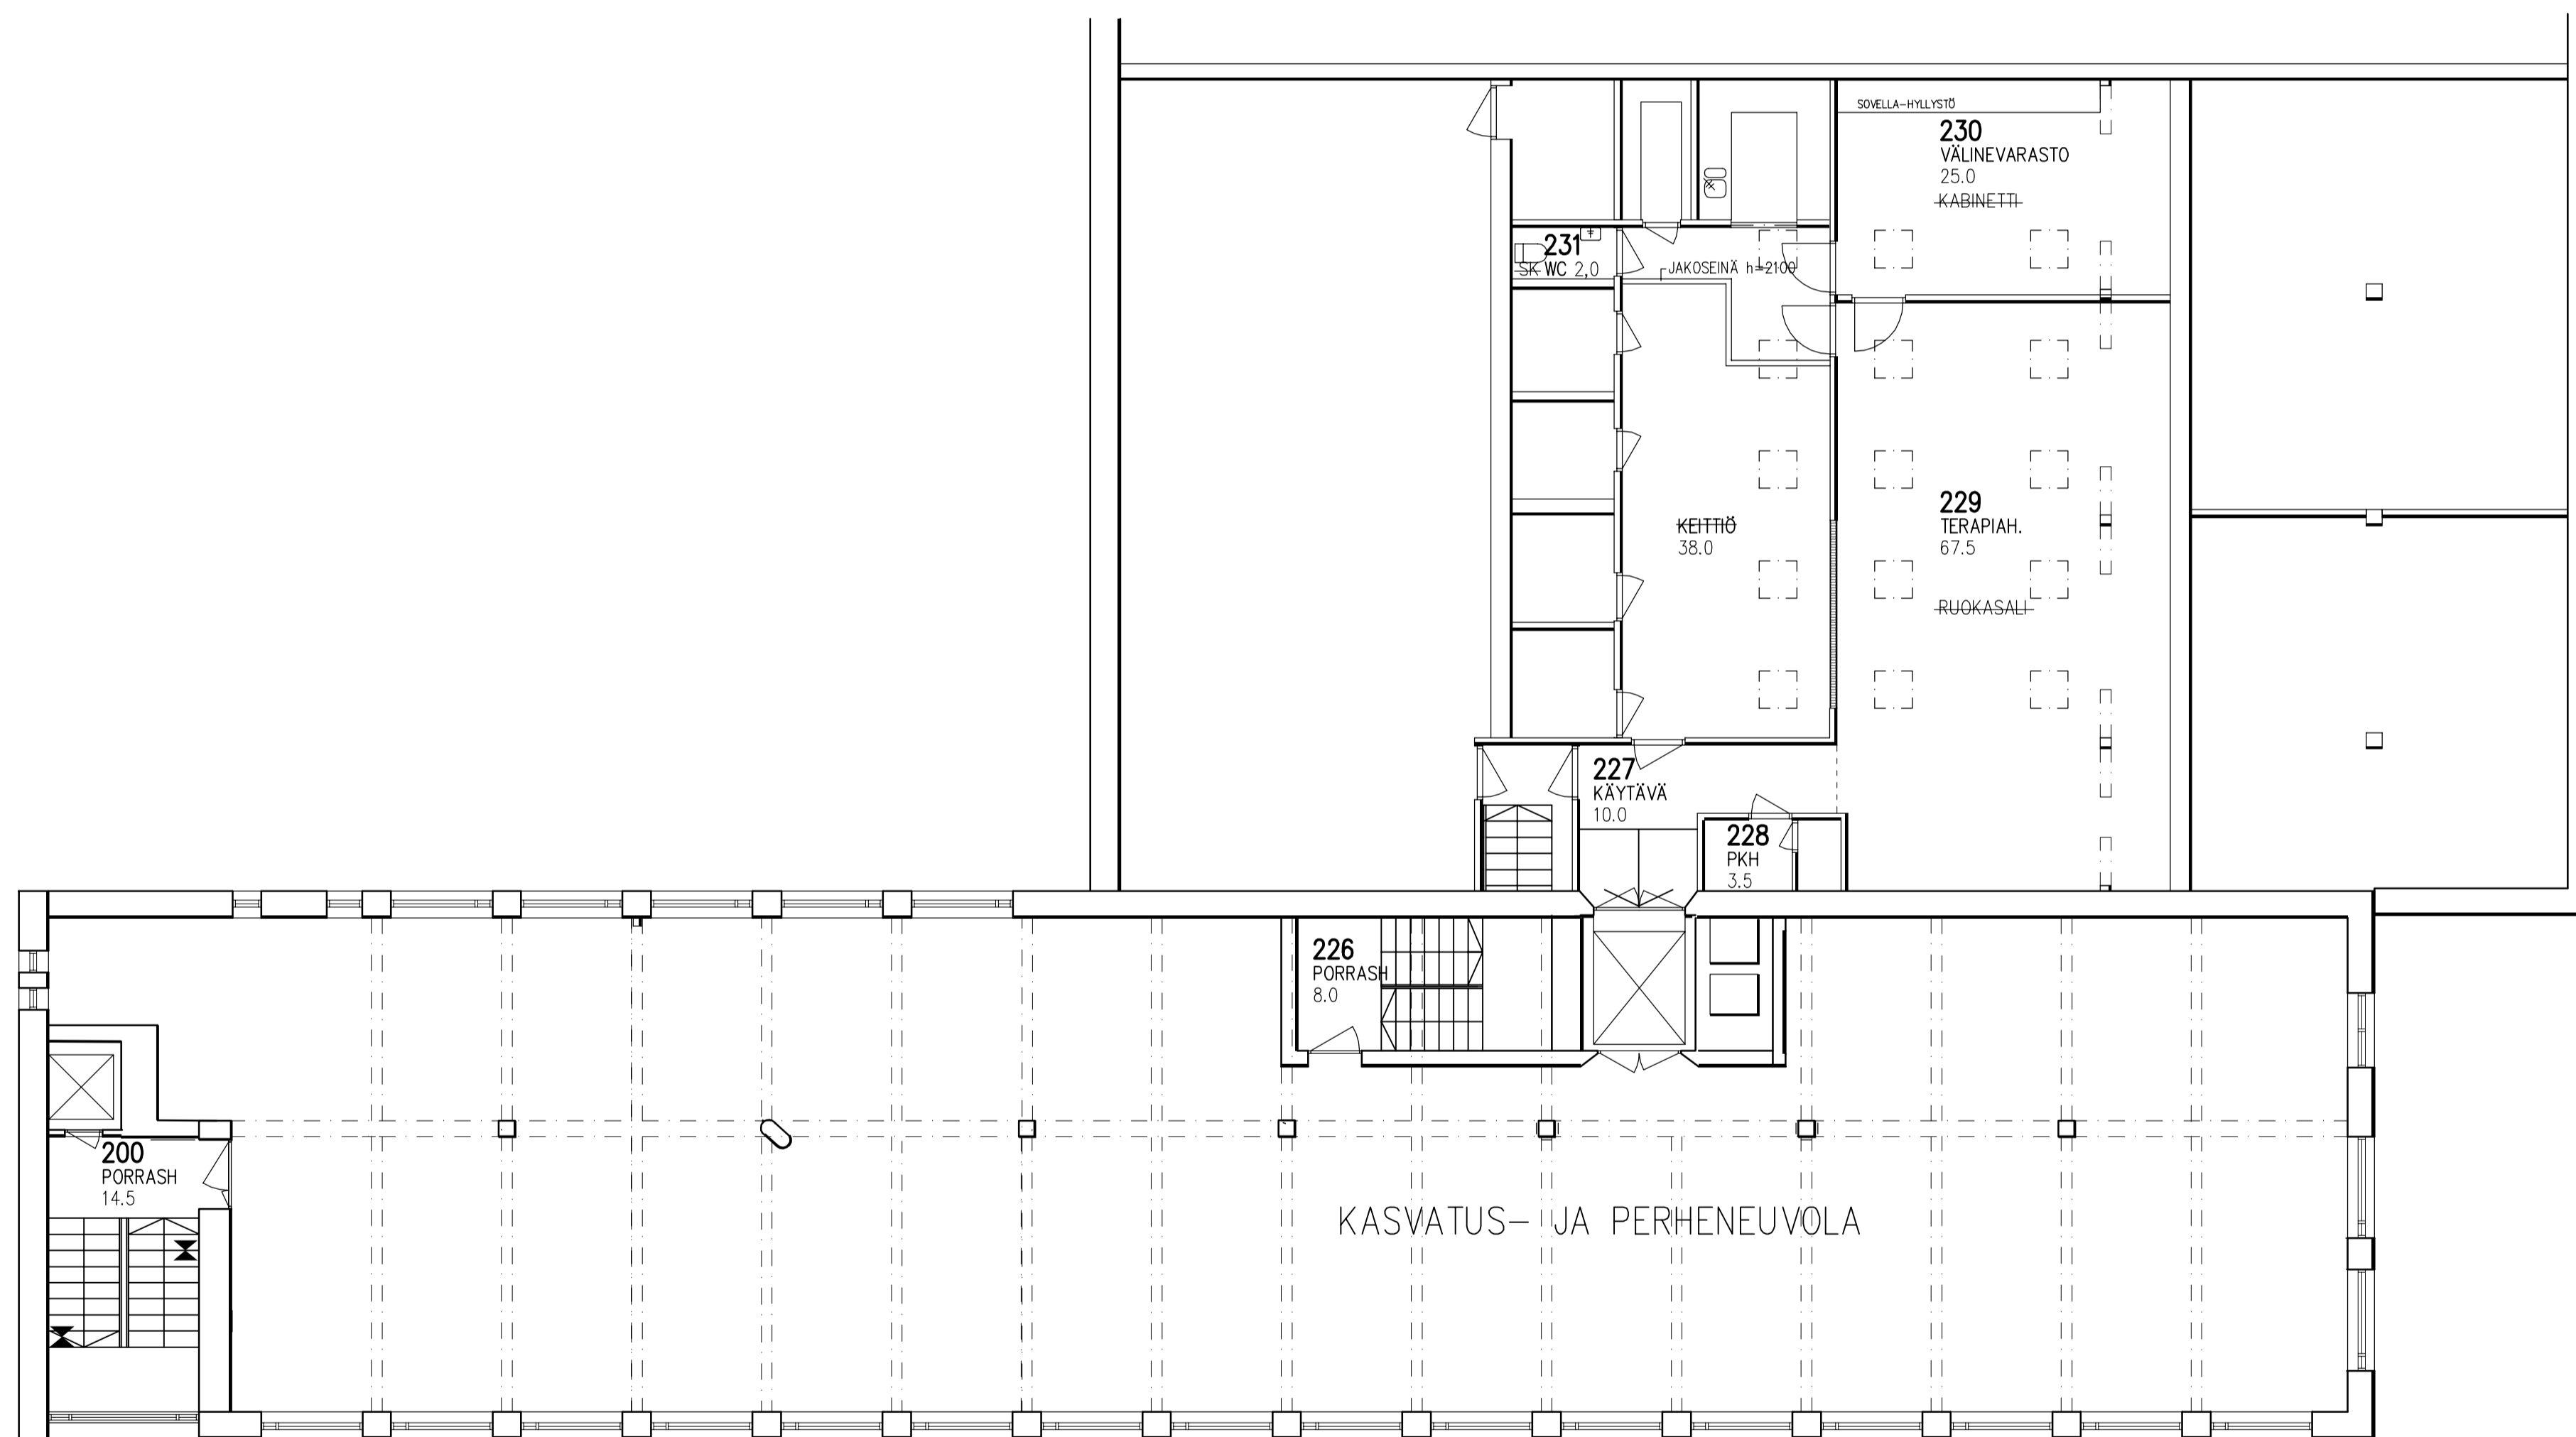 SOVELLA-HYLLYSTÖ
230
VÄLINEVARASTO
25.0
KABINETTI
231
SK WC 2,0
JAKOSEINÄ h=2100
KEITTIÖ
38.0
229
TERAPIAH.
67.5
RUOKASALI
227
KÄYTÄVÄ
10.0
228
PKH
3.5
226
PORRASH
8.0
200
PORRASH
14.5
KASVATUS- JA PERHENEUVOLA